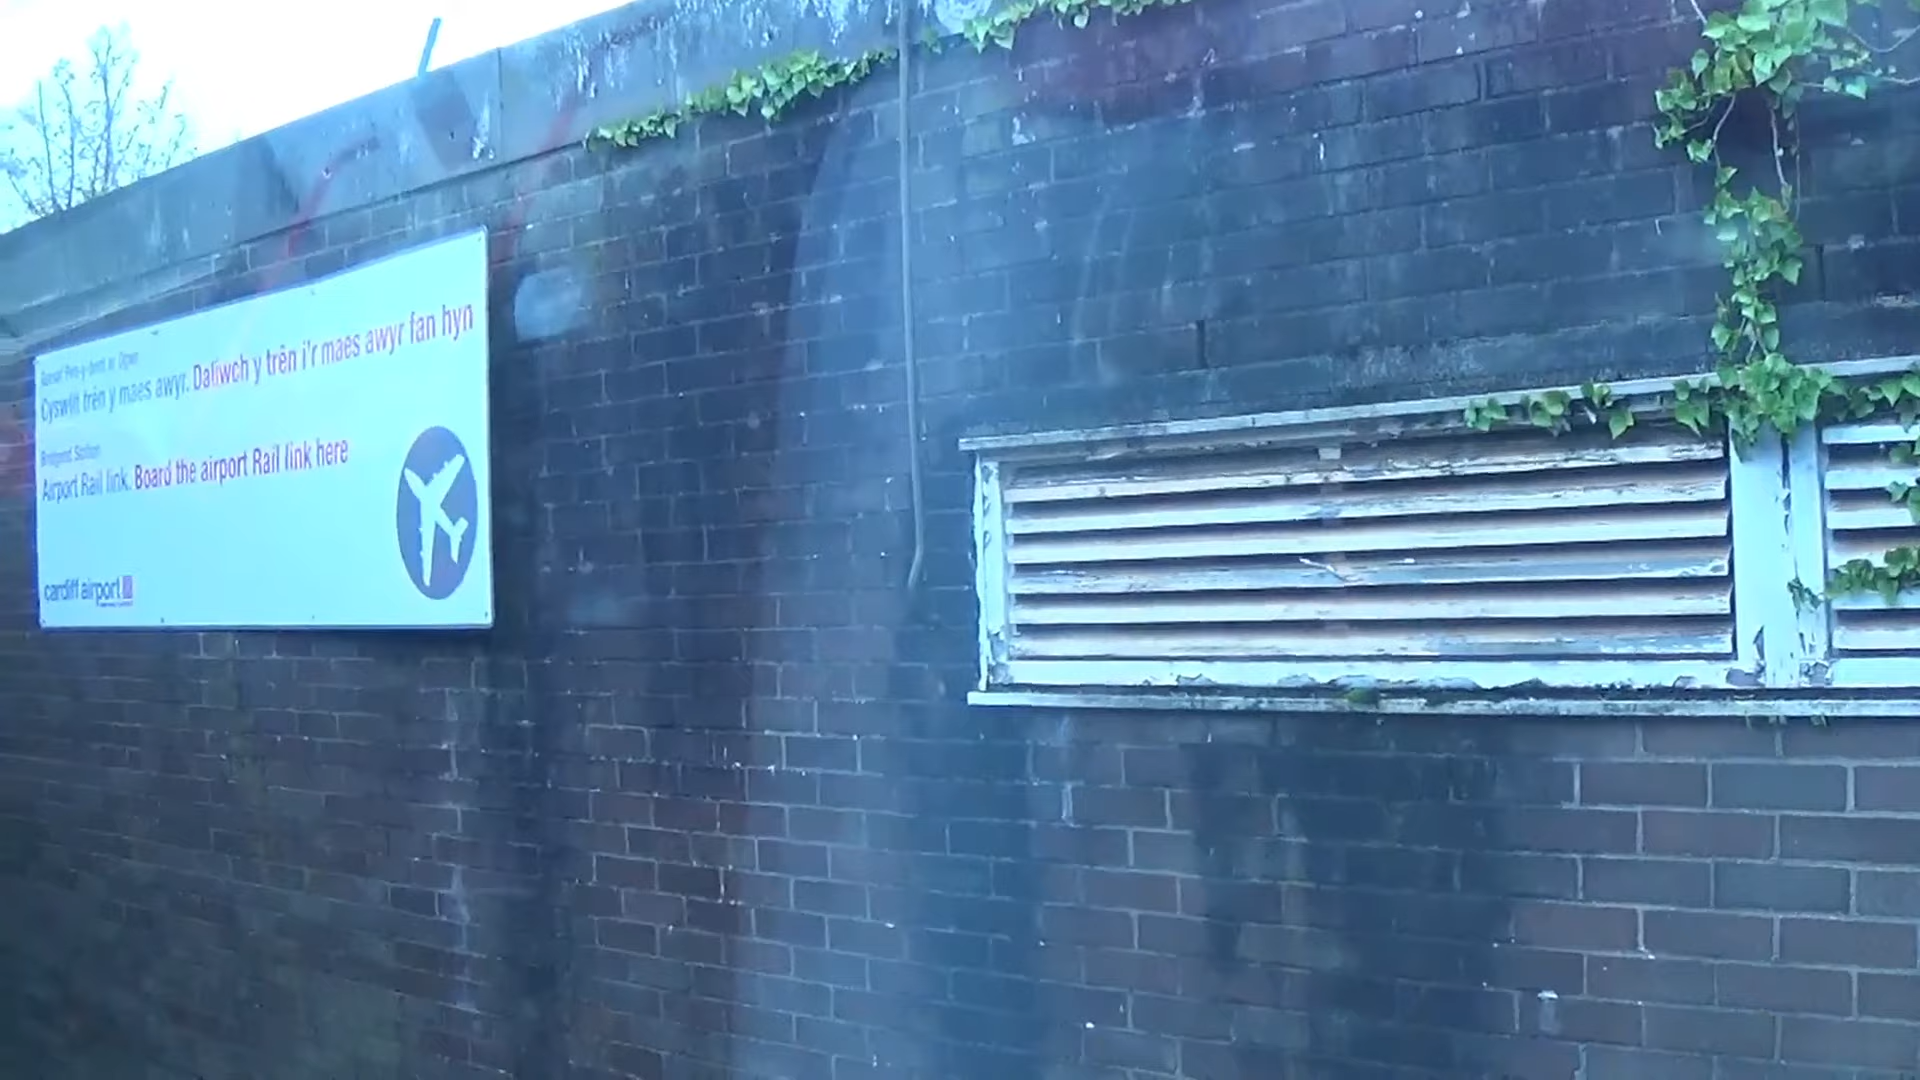 Gorsaf Pen-y-bont ar Ogwr
Cyswllt trên y maes awyr. Daliwch y trên i'r maes awyr fan hyn
Bridgend Station
Airport Rail link. Board the airport Rail link here
cardiff airport